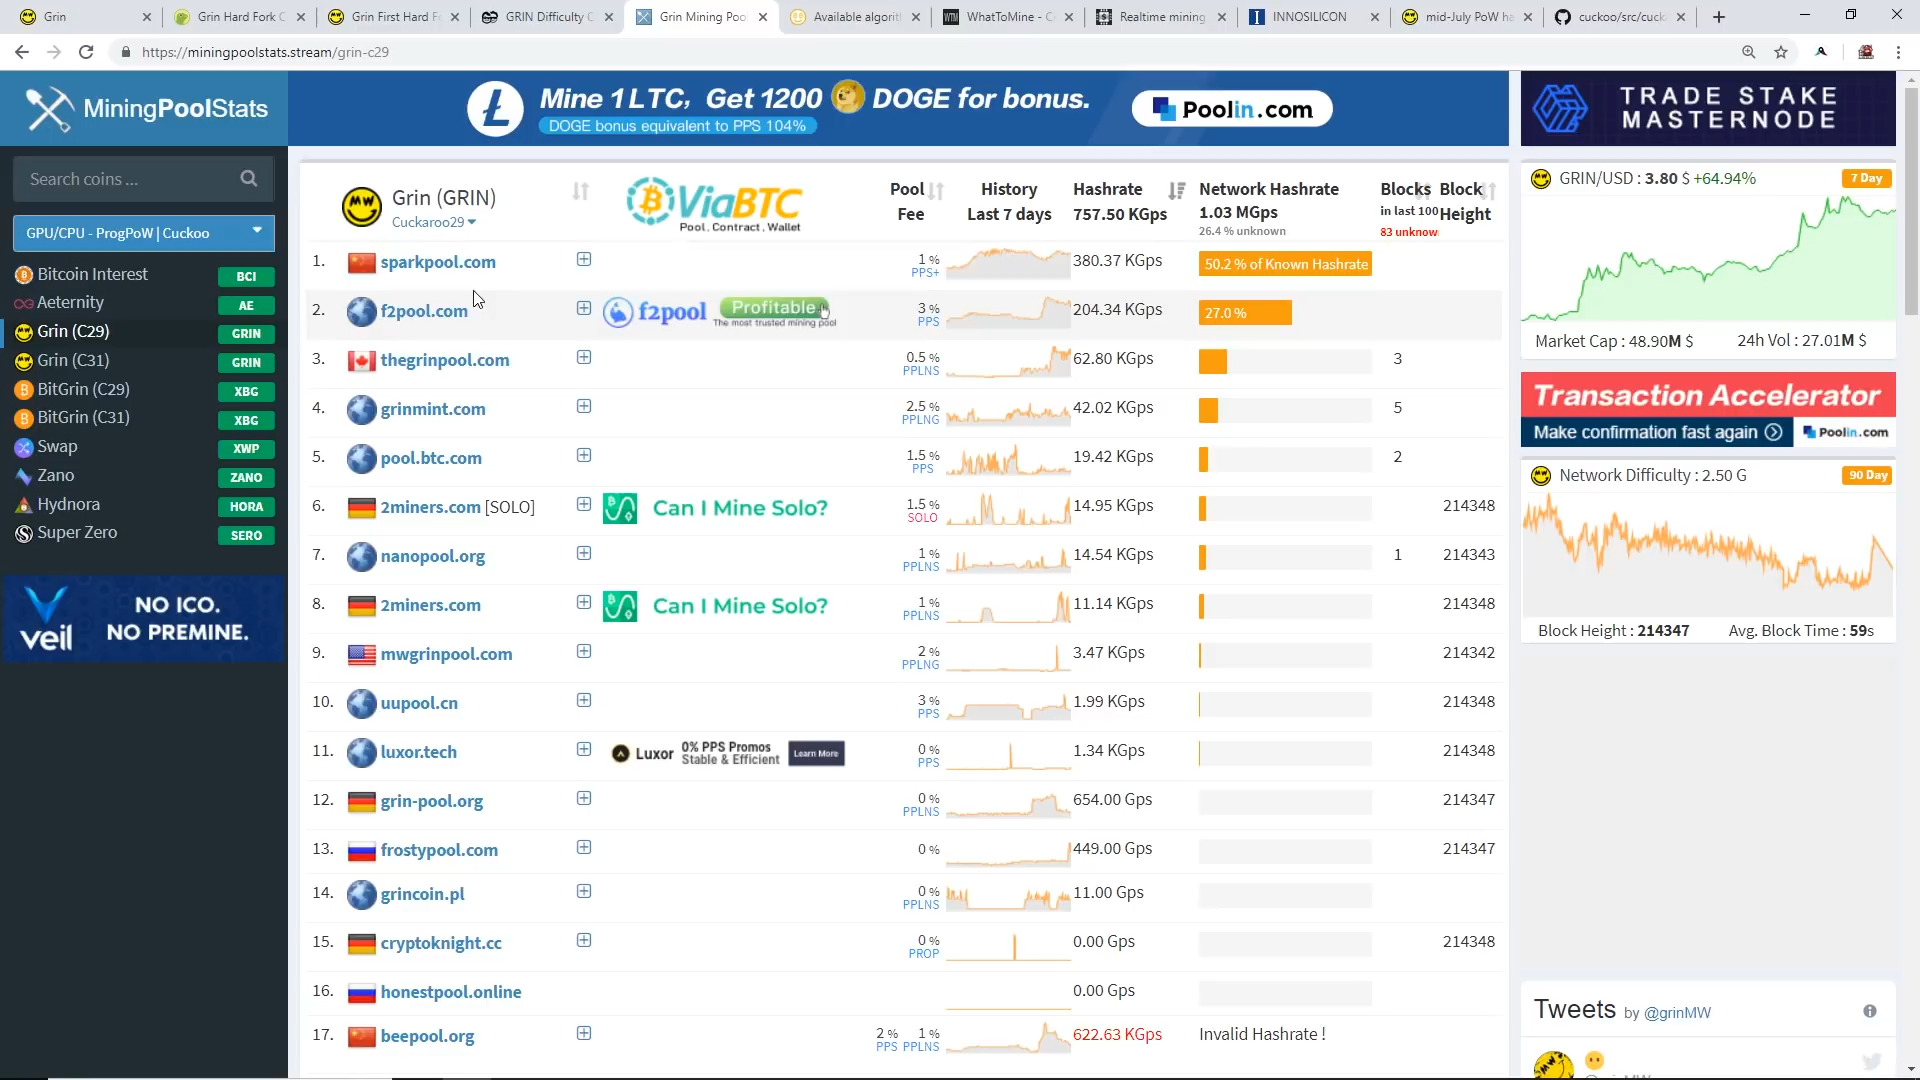 Grin
Grin Hard Fork C
Grin First Hard F
GRIN Difficulty C
Grin Mining Poo
Available algorit
WhatToMine - C
Realtime mining
INNOSILICON
mid-July PoW ha
cuckoo/src/cuck
https://miningpoolstats.stream/grin-c29
MiningPoolStats
Mine 1 LTC, Get 1200 DOGE for bonus.
DOGE bonus equivalent to PPS 104%
Poolin.com
TRADE STAKE
MASTERNODE
Search coins ...
GPU/CPU - ProgPoW | Cuckoo
Bitcoin Interest BCI
Aeternity AE
Grin (C29) GRIN
Grin (C31) GRIN
BitGrin (C29) XBG
BitGrin (C31) XBG
Swap XWP
Zano ZANO
Hydnora HORA
Super Zero SERO
veil NO ICO.
NO PREMINE.
Grin (GRIN)
Cuckaroo29
ViaBTC
Pool , Contract , Wallet
Pool
Fee
History
Last 7 days
Hashrate
757.50 KGps
Network Hashrate
1.03 MGps
26.4 % unknown
Blocks
in last 100
83 unknow
Block
Height
1. sparkpool.com 1 % PPS+ 380.37 KGps 50.2 % of Known Hashrate
2. f2pool.com f2pool Profitable The most trusted mining pool 3 % PPS 204.34 KGps 27.0 %
3. thegrinpool.com 0.5 % PPLNS 62.80 KGps 3
4. grinmint.com 2.5 % PPLNG 42.02 KGps 5
5. pool.btc.com 1.5 % PPS 19.42 KGps 2
6. 2miners.com [SOLO] Can I Mine Solo? 1.5 % SOLO 14.95 KGps 214348
7. nanopool.org 1 % PPLNS 14.54 KGps 1 214343
8. 2miners.com Can I Mine Solo? 1 % PPLNS 11.14 KGps 214348
9. mwgrinpool.com 2 % PPLNG 3.47 KGps 214342
10. uupool.cn 3 % PPS 1.99 KGps 214348
11. luxor.tech Luxor 0% PPS Promos Stable & Efficient Learn More 0 % PPS 1.34 KGps 214348
12. grin-pool.org 0 % PPLNS 654.00 Gps 214347
13. frostypool.com 0 % 449.00 Gps 214347
14. grincoin.pl 0 % PPLNS 11.00 Gps
15. cryptoknight.cc 0 % PROP 0.00 Gps 214348
16. honestpool.online 0.00 Gps
17. beepool.org 2 % PPS 1 % PPLNS 622.63 KGps Invalid Hashrate !
GRIN/USD : 3.80 $ +64.94% 7 Day
Market Cap : 48.90M $ 24h Vol : 27.01M $
Transaction Accelerator
Make confirmation fast again Poolin.com
Network Difficulty : 2.50 G 90 Day
Block Height : 214347 Avg. Block Time : 59s
Tweets by @grinMW